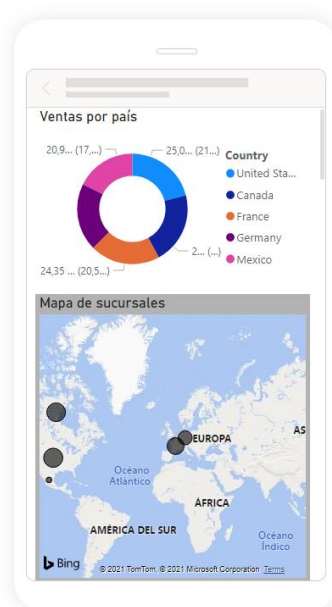 Ventas por país
20,9... (17,...)
25,0... (21...)
Country
United Sta...
Canada
France
Germany
Mexico
2... (...)
24,35 ... (20,5...)
Mapa de sucursales
EUROPA
AS
Océano
Atlántico
ÁFRICA
AMÉRICA DEL SUR
Océano
Índico
Bing
© 2021 TomTom, © 2021 Microsoft Corporation Terms